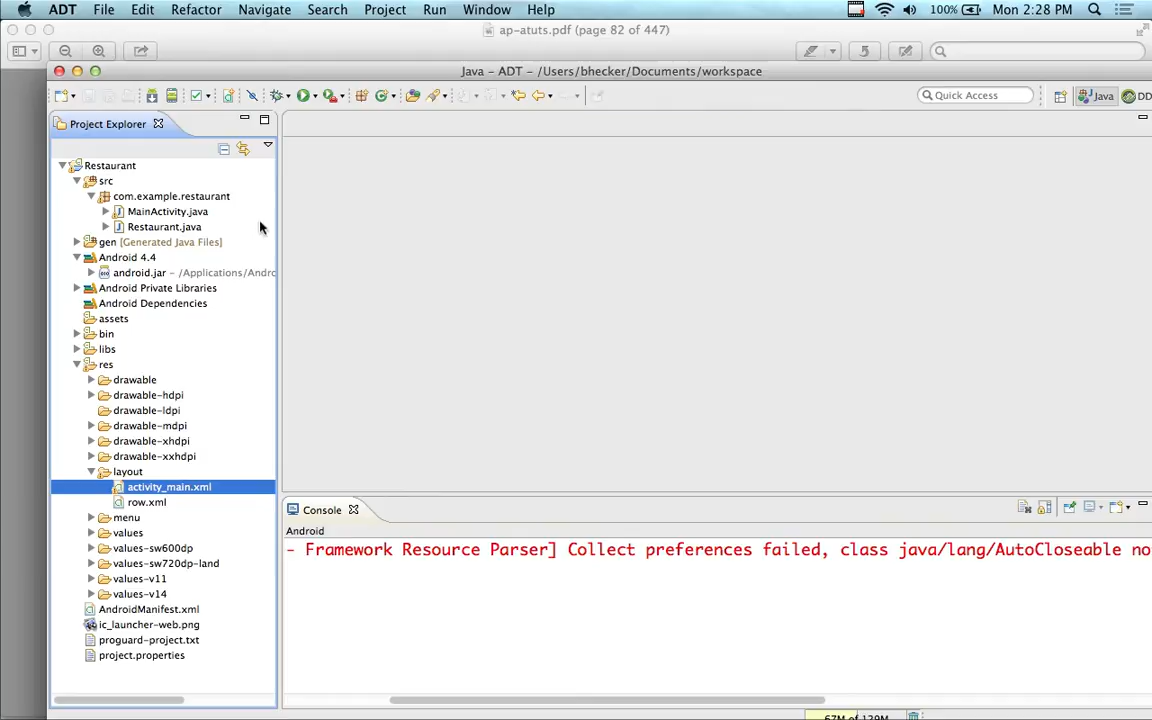 ADT File Edit Refactor Navigate Search Project Run Window Help 100% Mon 2:28 PM
ap-atuts.pdf (page 82 of 447)
Java – ADT – /Users/bhecker/Documents/workspace
Quick Access Java DD
Project Explorer
Restaurant
src
com.example.restaurant
MainActivity.java
Restaurant.java
gen [Generated Java Files]
Android 4.4
android.jar – /Applications/Andro
Android Private Libraries
Android Dependencies
assets
bin
libs
res
drawable
drawable-hdpi
drawable-ldpi
drawable-mdpi
drawable-xhdpi
drawable-xxhdpi
layout
activity_main.xml
row.xml
menu
values
values-sw600dp
values-sw720dp-land
values-v11
values-v14
AndroidManifest.xml
ic_launcher-web.png
proguard-project.txt
project.properties
Console
Android
- Framework Resource Parser] Collect preferences failed, class java/lang/AutoCloseable no
67M of 129M